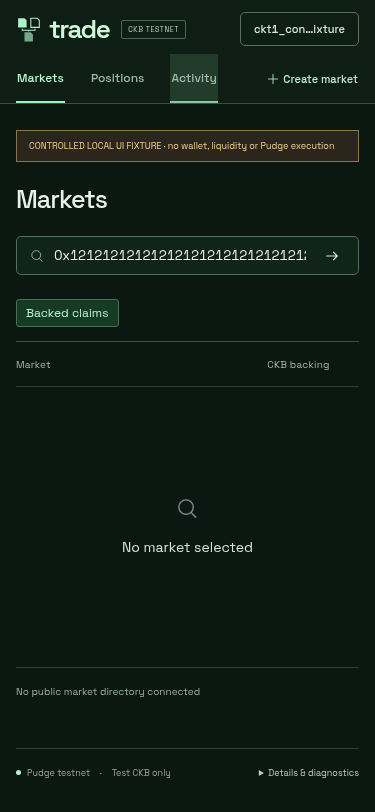 trade
CKB TESTNET
ckt1_con…ixture
Markets
Positions
Activity
Create market
CONTROLLED LOCAL UI FIXTURE · no wallet, liquidity or Pudge execution
Markets
Backed claims
Market
CKB backing
No market selected
No public market directory connected
Pudge testnet · Test CKB only
Details & diagnostics